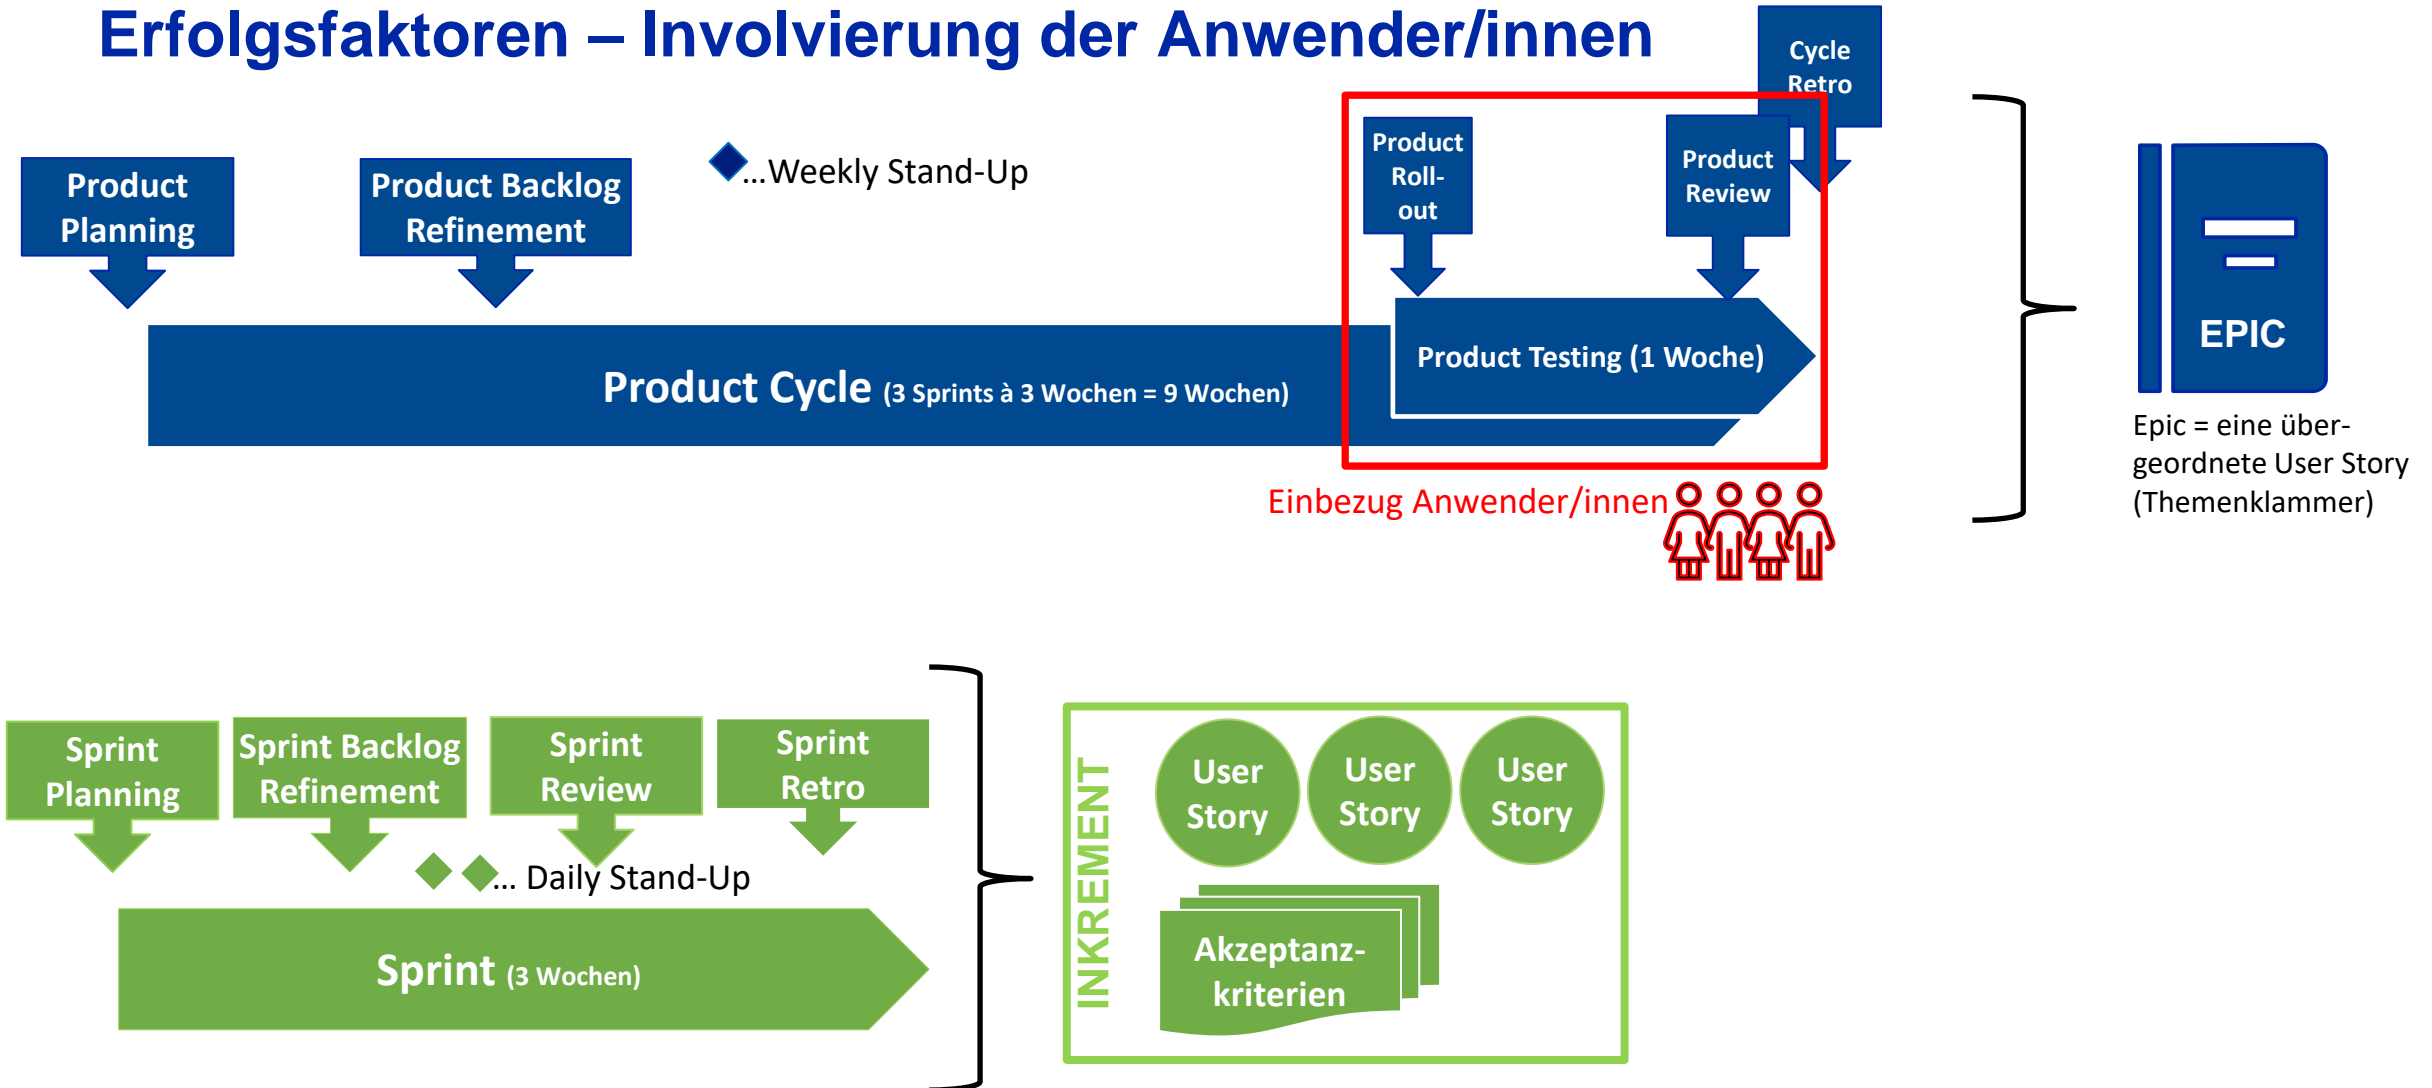 Erfolgsfaktoren – Involvierung der Anwender/innen
Cycle
Retro
Product
Planning
Product Backlog
Refinement
...Weekly Stand-Up
Product
Roll-
out
Product
Review
Product Cycle (3 Sprints à 3 Wochen = 9 Wochen)
Product Testing (1 Woche)
Einbezug Anwender/innen
EPIC
Epic = eine über-
geordnete User Story
(Themenklammer)
Sprint
Planning
Sprint Backlog
Refinement
Sprint
Review
Sprint
Retro
... Daily Stand-Up
Sprint (3 Wochen)
INKREMENT
User
Story
User
Story
User
Story
Akzeptanz-
kriterien